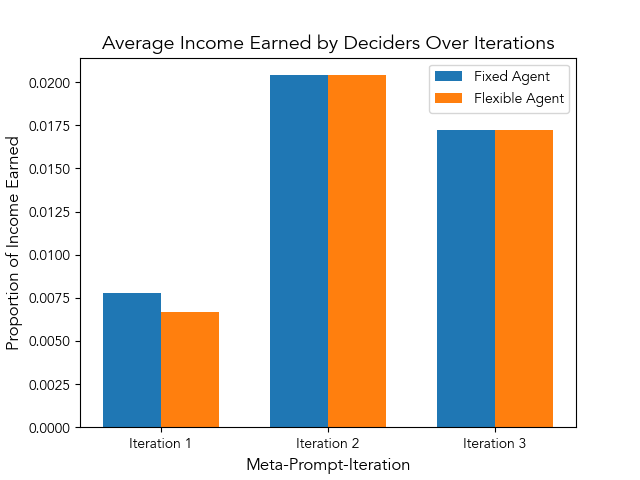 Average Income Earned by Deciders Over Iterations
Fixed Agent
Flexible Agent
Proportion of Income Earned
0.0200
0.0175
0.0150
0.0125
0.0100
0.0075
0.0050
0.0025
0.0000
Iteration 1
Iteration 2
Iteration 3
Meta-Prompt-Iteration